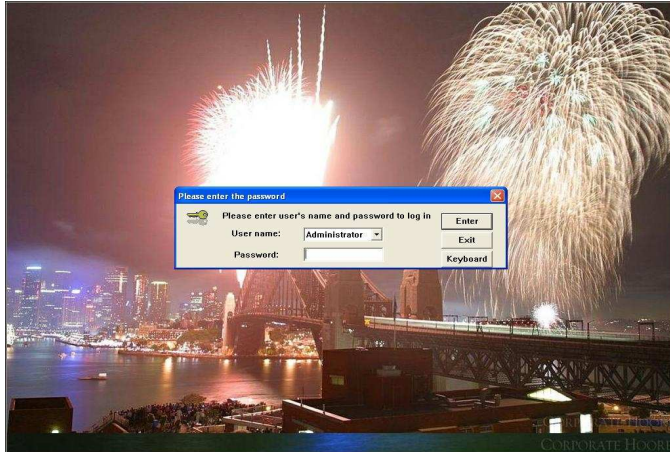 Please enter the password
Please enter user's name and password to log in
User name:
Administrator
Password:
Enter
Exit
Keyboard
CORPORATE HOOR